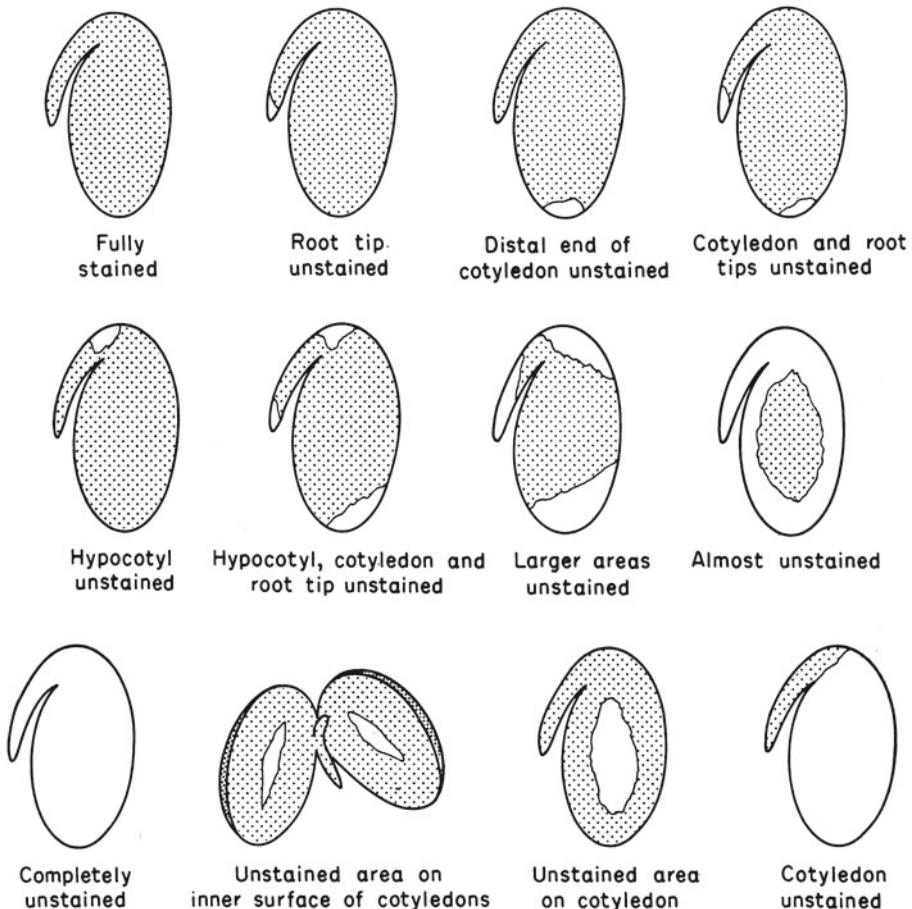 Fully
stained
Root tip
unstained
Distal end of
cotyledon unstained
Cotyledon and root
tips unstained
Hypocotyl
unstained
Hypocotyl, cotyledon and
root tip unstained
Larger areas
unstained
Almost unstained
Completely
unstained
Unstained area on
inner surface of cotyledons
Unstained area
on cotyledon
Cotyledon
unstained